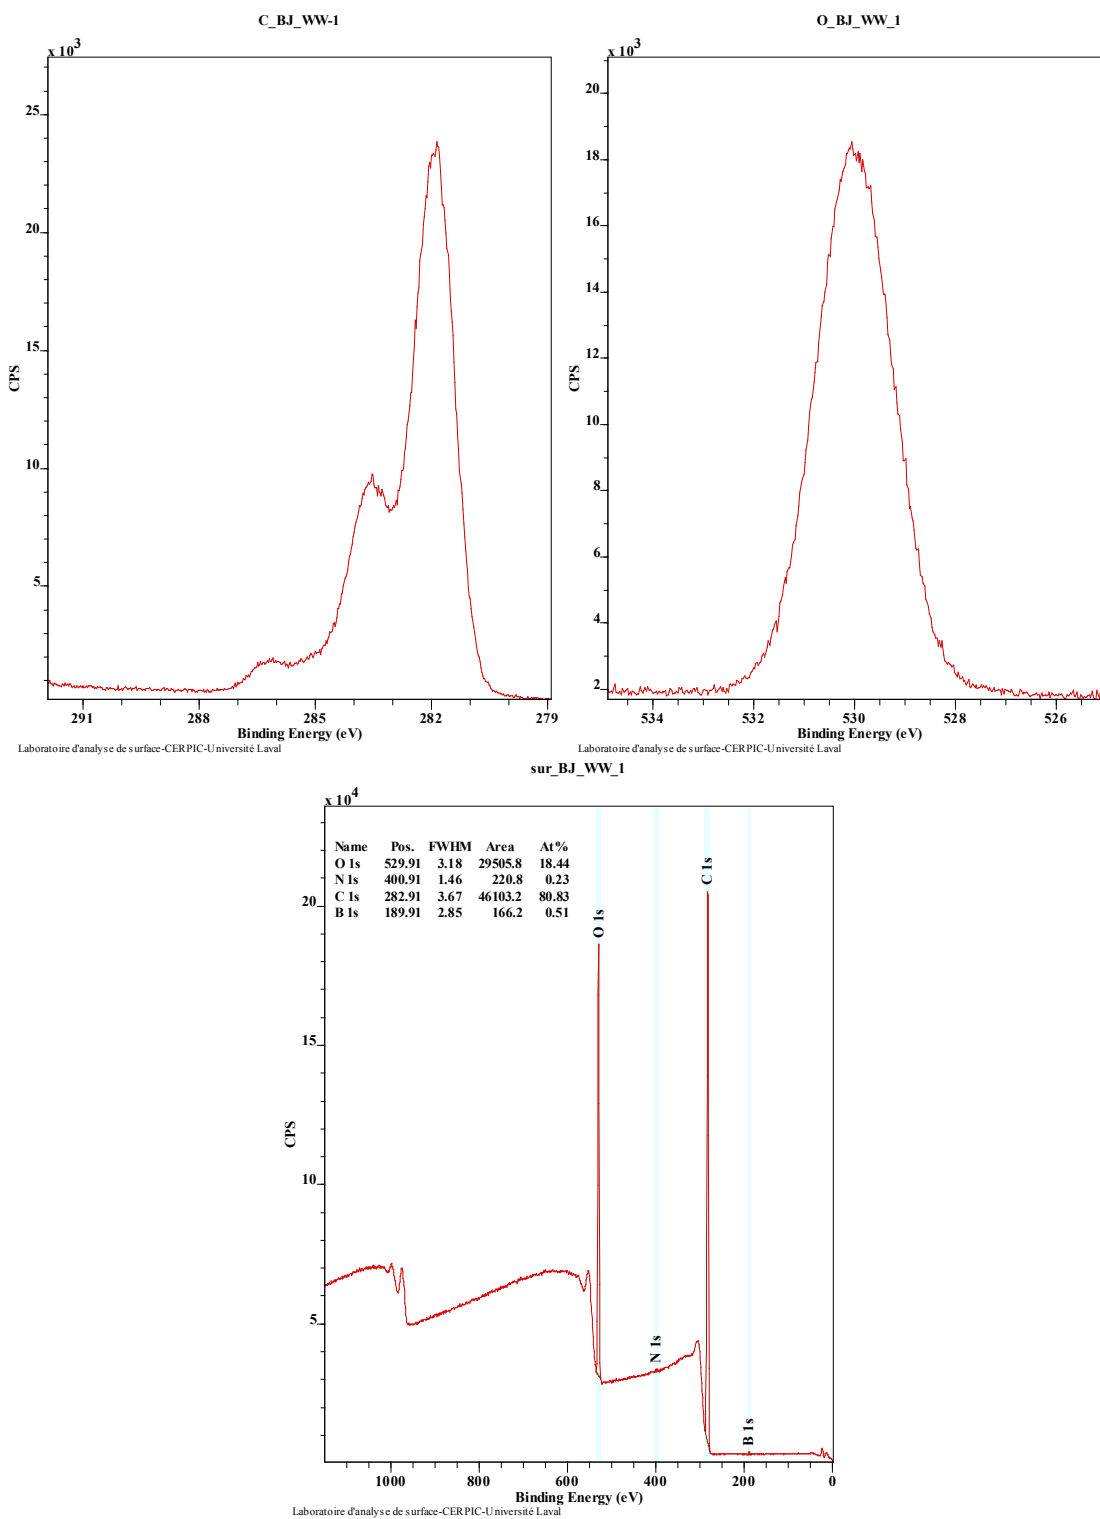 C_BJ_WW-1
x 10³
25
20
15
10
5
CPS
291 288 285 282 279
Binding Energy (eV)
Laboratoire d'analyse de surface-CERPIC-Université Laval
O_BJ_WW_1
x 10³
20
18
16
14
12
10
8
6
4
2
CPS
534 532 530 528 526
Binding Energy (eV)
Laboratoire d'analyse de surface-CERPIC-Université Laval
sur_BJ_WW_1
x 10⁴
Name Pos. FWHM Area At%
O 1s 529.91 3.18 29505.8 18.44
N 1s 400.91 1.46 220.8 0.23
C 1s 282.91 3.67 46103.2 80.83
B 1s 189.91 2.85 166.2 0.51
20
15
10
5
CPS
O 1s
N 1s
C 1s
B 1s
1000 800 600 400 200 0
Binding Energy (eV)
Laboratoire d'analyse de surface-CERPIC-Université Laval